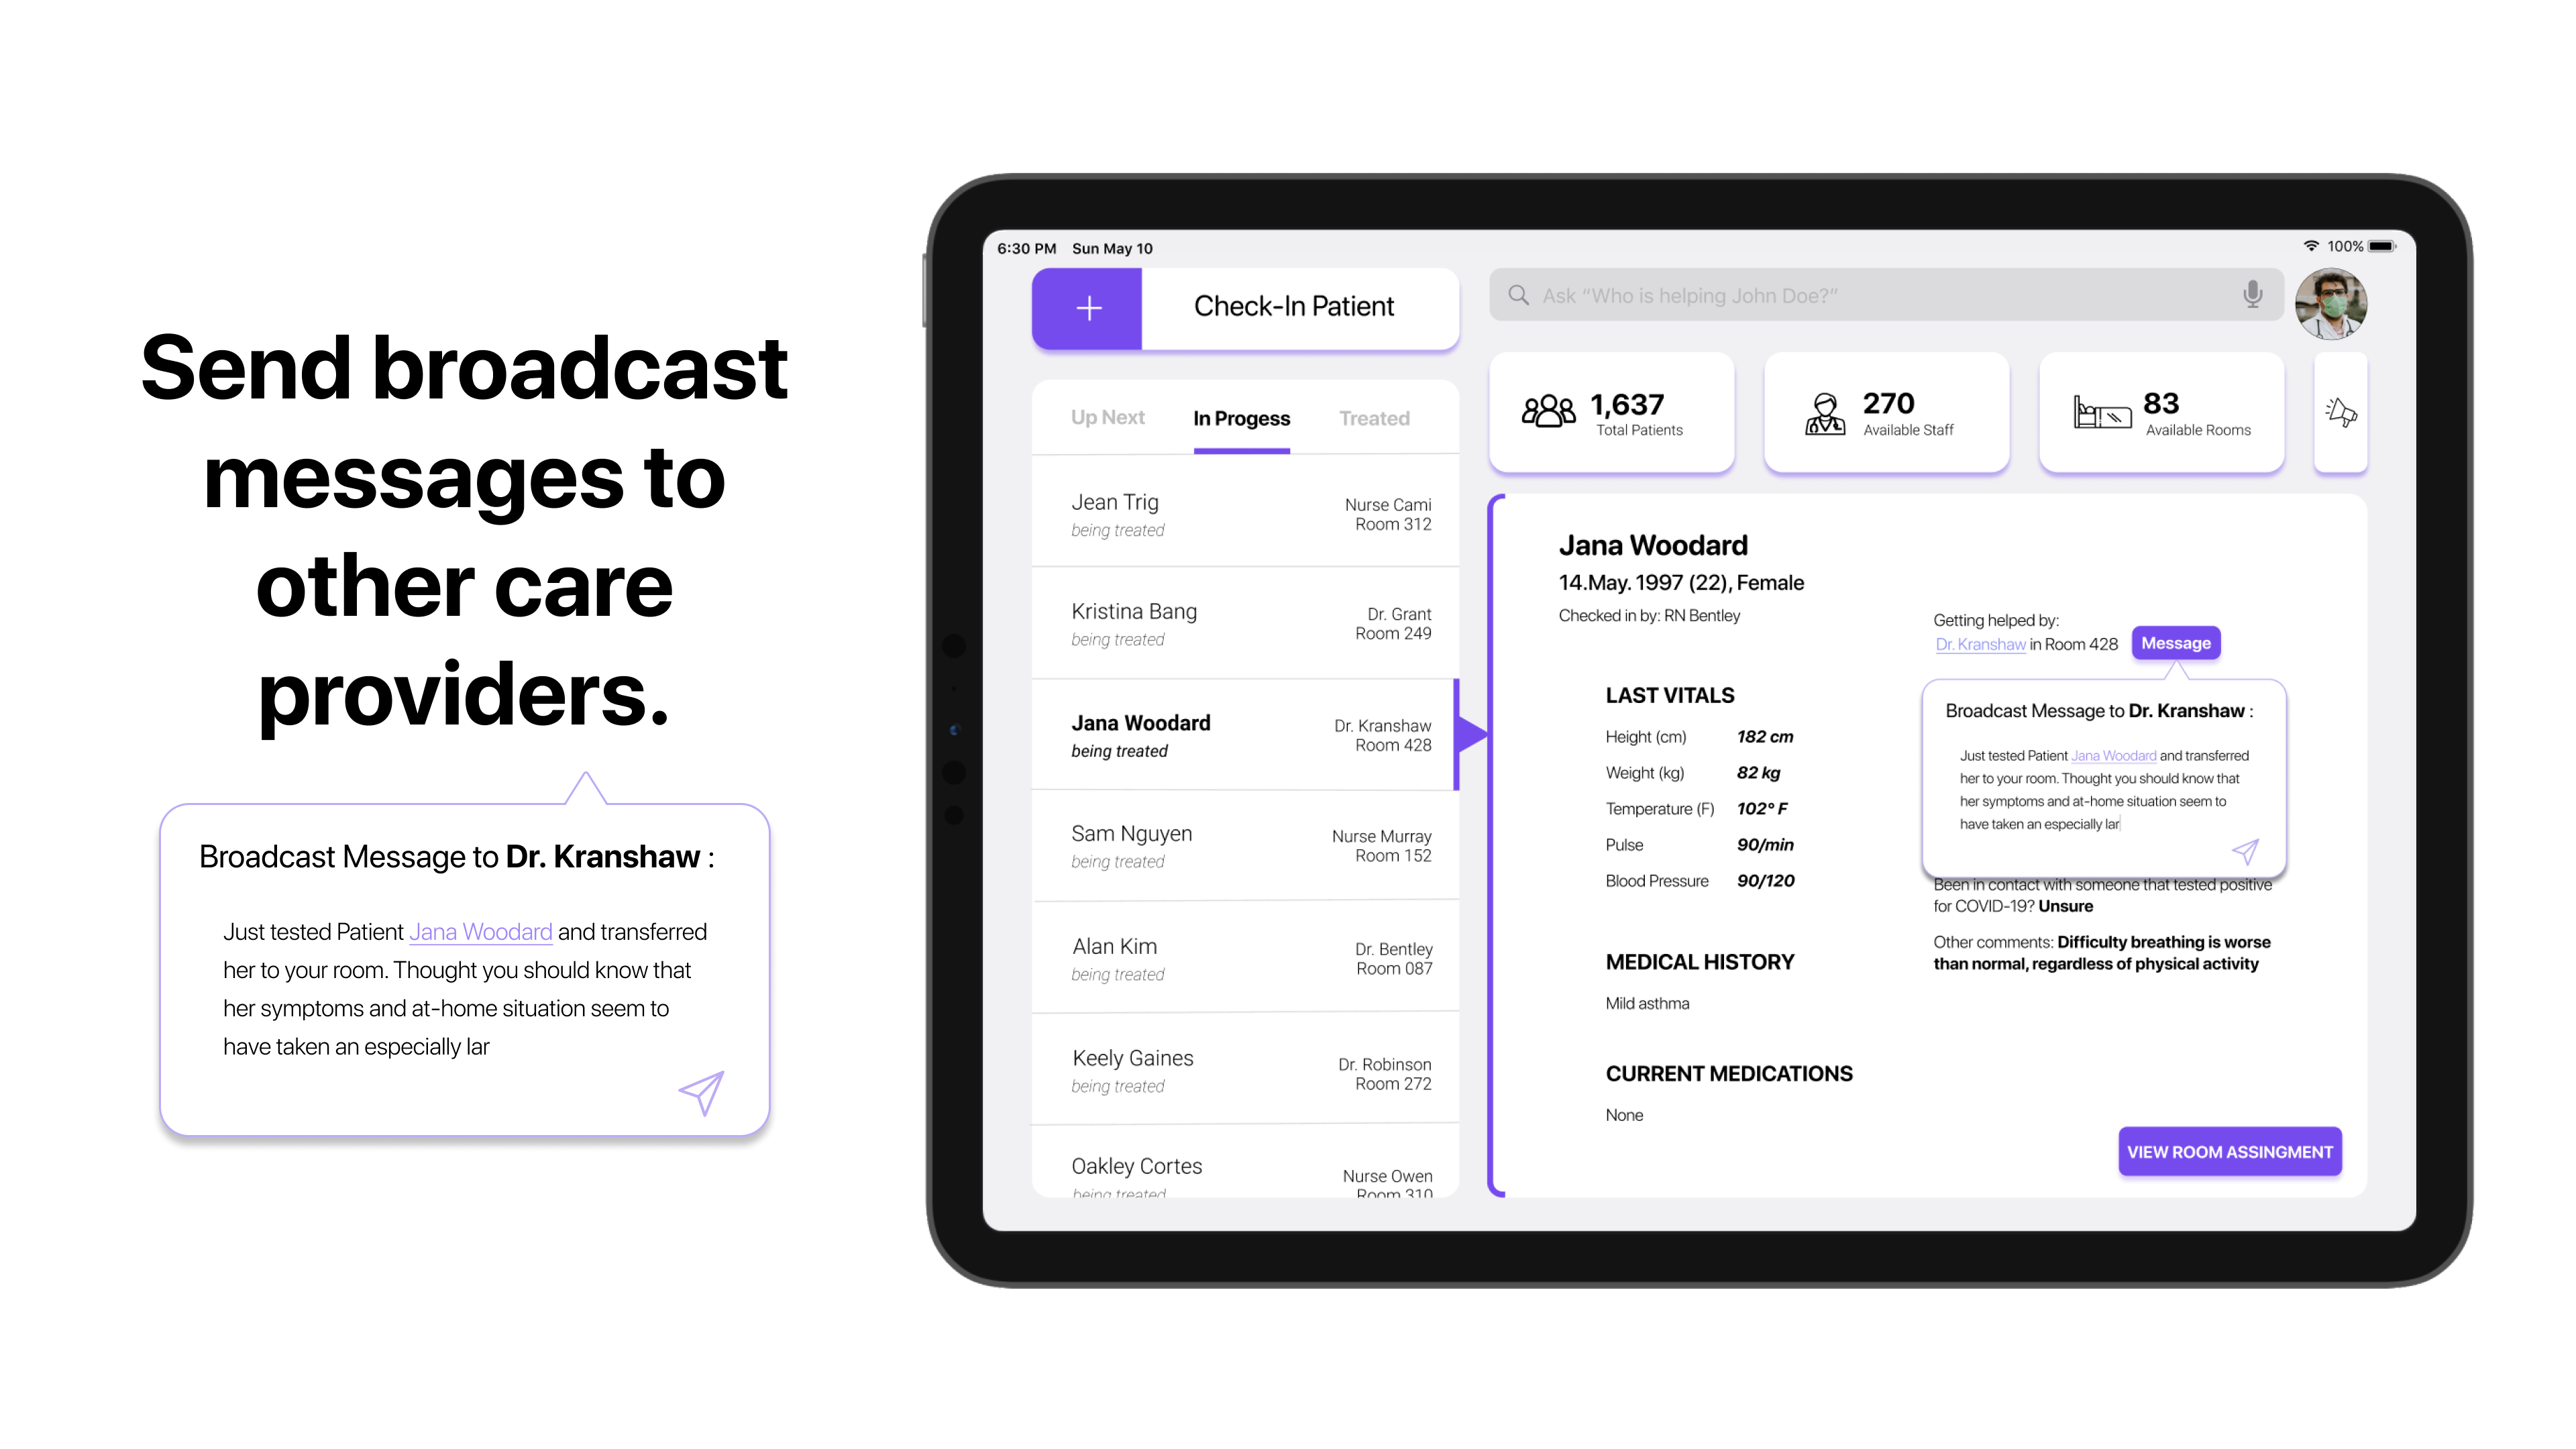 Send broadcast
messages to
other care
providers.
Broadcast Message to Dr. Kranshaw :
Just tested Patient Jana Woodard and transferred
her to your room. Thought you should know that
her symptoms and at-home situation seem to
have taken an especially lar
6:30 PM Sun May 10
100%
+ Check-In Patient
Ask “Who is helping John Doe?”
1,637
Total Patients
270
Available Staff
83
Available Rooms
Up Next In Progess Treated
Jean Trig
being treated
Nurse Cami
Room 312
Kristina Bang
being treated
Dr. Grant
Room 249
Jana Woodard
being treated
Dr. Kranshaw
Room 428
Sam Nguyen
being treated
Nurse Murray
Room 152
Alan Kim
being treated
Dr. Bentley
Room 087
Keely Gaines
being treated
Dr. Robinson
Room 272
Oakley Cortes
being treated
Nurse Owen
Room 310
Jana Woodard
14.May. 1997 (22), Female
Checked in by: RN Bentley
Getting helped by:
Dr. Kranshaw in Room 428
Message
LAST VITALS
Height (cm) 182 cm
Weight (kg) 82 kg
Temperature (F) 102° F
Pulse 90/min
Blood Pressure 90/120
MEDICAL HISTORY
Mild asthma
CURRENT MEDICATIONS
None
Broadcast Message to Dr. Kranshaw :
Just tested Patient Jana Woodard and transferred
her to your room. Thought you should know that
her symptoms and at-home situation seem to
have taken an especially lar
Been in contact with someone that tested positive
for COVID-19? Unsure
Other comments: Difficulty breathing is worse
than normal, regardless of physical activity
VIEW ROOM ASSINGMENT